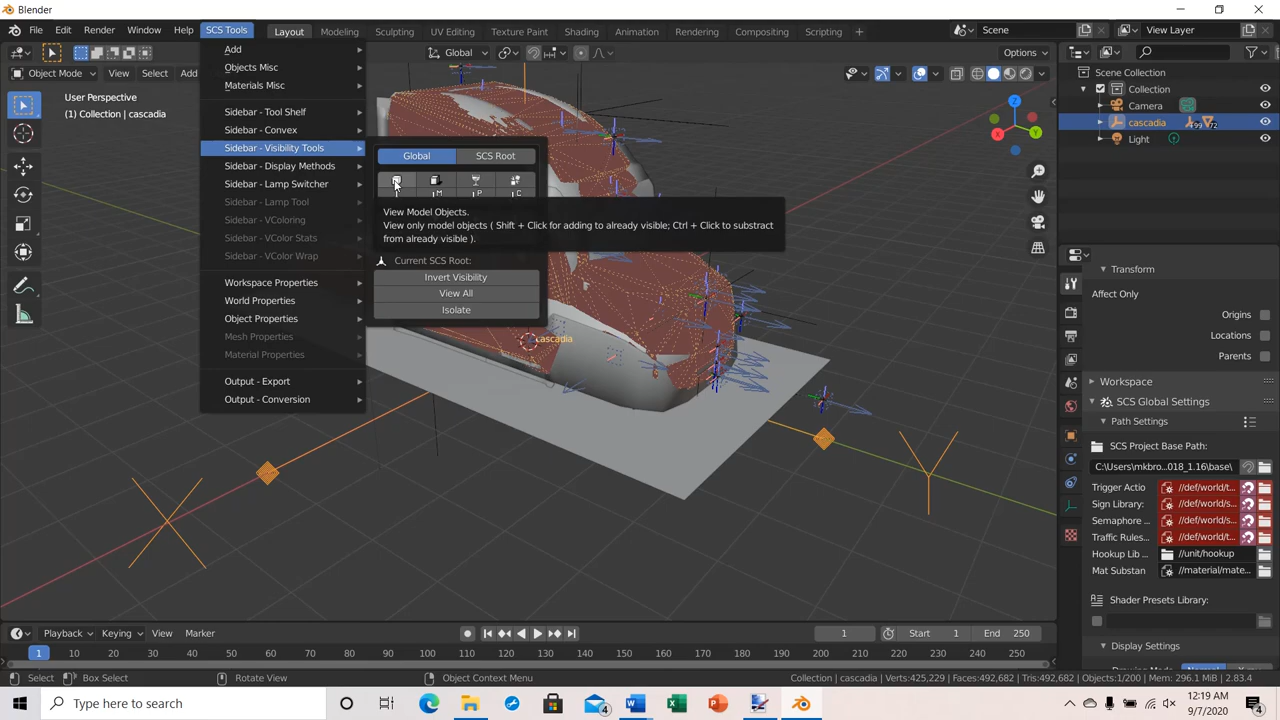 Blender
File Edit Render Window Help SCS Tools Layout Modeling Sculpting UV Editing Texture Paint Shading Animation Rendering Compositing Scripting + Scene View Layer
Global Options
Object Mode View Select Add
User Perspective
(1) Collection | cascadia
Add
Objects Misc
Materials Misc
Sidebar - Tool Shelf
Sidebar - Convex
Sidebar - Visibility Tools
Sidebar - Display Methods
Sidebar - Lamp Switcher
Sidebar - Lamp Tool
Sidebar - VColoring
Sidebar - VColor Stats
Sidebar - VColor Wrap
Workspace Properties
World Properties
Object Properties
Mesh Properties
Material Properties
Output - Export
Output - Conversion
Global SCS Root
M P C
View Model Objects.
View only model objects ( Shift + Click for adding to already visible; Ctrl + Click to substract
from already visible ).
Current SCS Root:
Invert Visibility
View All
Isolate
cascadia
Z
X
Y
Scene Collection
Collection
Camera
cascadia 99 72
Light
Transform
Affect Only
Origins
Locations
Parents
Workspace
SCS Global Settings
Path Settings
SCS Project Base Path:
C:\Users\mkbro..._018_1.16\base\
Trigger Actio //def/world/t...
Sign Library: //def/world/s...
Semaphore //def/world/s...
Traffic Rules... //def/world/t...
Hookup Lib ... //unit/hookup
Mat Substan //material/mate...
Shader Presets Library:
Display Settings
Playback Keying View Marker 1 Start 1 End 250
1 10 20 30 40 50 60 70 80 90 100 110 120 130 140 150 160 170 180 190 200 210 220 230 240 250
Select Box Select Rotate View Object Context Menu Collection | cascadia Verts:425,229 | Faces:492,682 | Tris:492,682 | Objects:1/200 | Mem: 296.1 MiB | 2.83.4
Type here to search 4 12:19 AM
9/7/2020 4